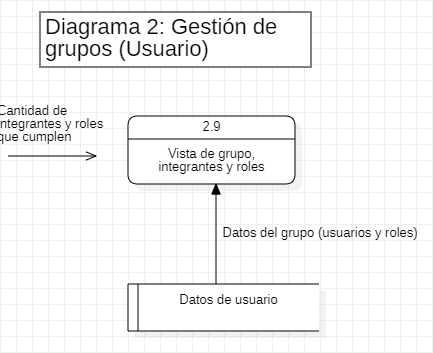 Diagrama 2: Gestión de
grupos (Usuario)
Cantidad de
integrantes y roles
que cumplen
2.9
Vista de grupo,
integrantes y roles
Datos del grupo (usuarios y roles)
Datos de usuario